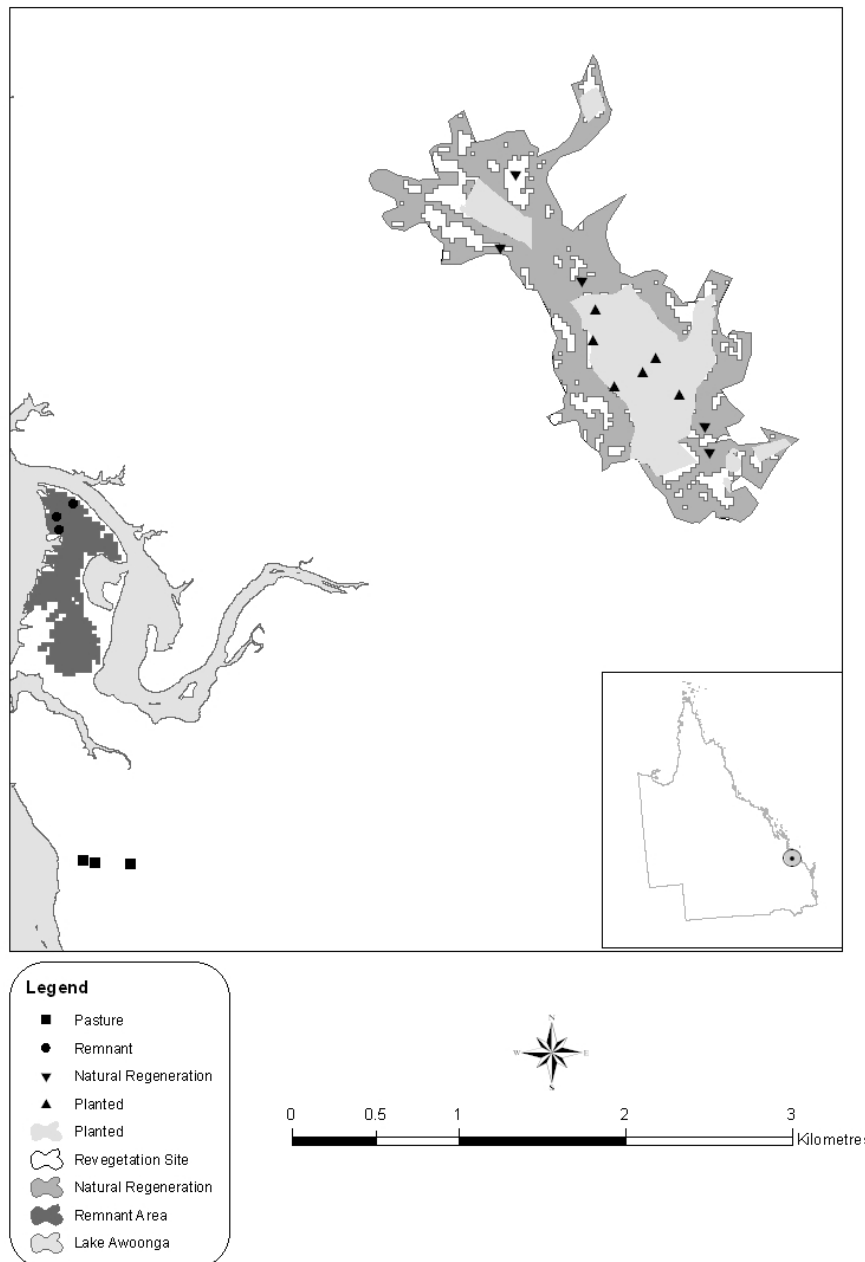 Legend
Pasture
Remnant
Natural Regeneration
Planted
Planted
Revegetation Site
Natural Regeneration
Remnant Area
Lake Awoonga
N
W E
S
0 0.5 1 2 3
Kilometres